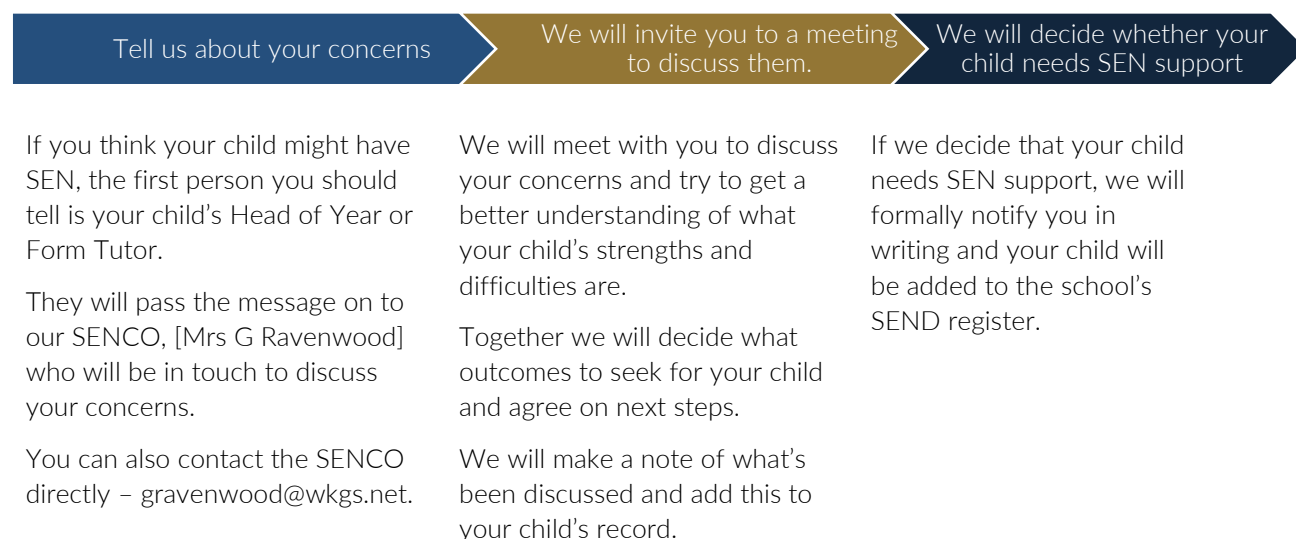 Tell us about your concerns
We will invite you to a meeting
to discuss them.
We will decide whether your
child needs SEN support
If you think your child might have
SEN, the first person you should
tell is your child’s Head of Year or
Form Tutor.
They will pass the message on to
our SENCO, [Mrs G Ravenwood]
who will be in touch to discuss
your concerns.
You can also contact the SENCO
directly – gravenwood@wkgs.net.
We will meet with you to discuss
your concerns and try to get a
better understanding of what
your child’s strengths and
difficulties are.
Together we will decide what
outcomes to seek for your child
and agree on next steps.
We will make a note of what’s
been discussed and add this to
your child’s record.
If we decide that your child
needs SEN support, we will
formally notify you in
writing and your child will
be added to the school’s
SEND register.